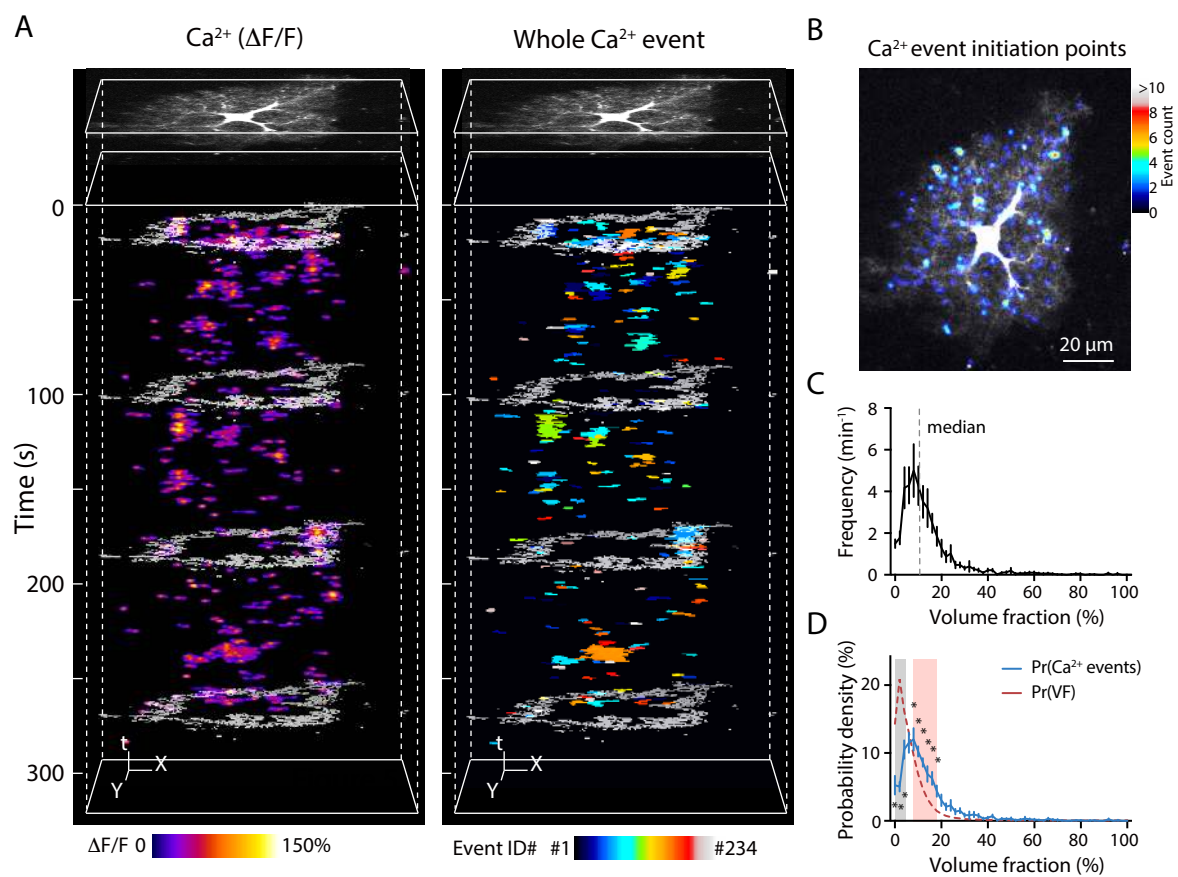 A
Ca²⁺ (ΔF/F)
Whole Ca²⁺ event
0
100
200
300
Time (s)
t
X
Y
t
X
Y
ΔF/F 0 150%
Event ID# #1 #234
B
Ca²⁺ event initiation points
>10
8
6
4
2
0
Event count
20 µm
C
8
6
4
2
0
Frequency (min⁻¹)
median
0 20 40 60 80 100
Volume fraction (%)
D
20
10
0
Probability density (%)
Pr(Ca²⁺ events)
Pr(VF)
* * * * * *
* * *
0 20 40 60 80 100
Volume fraction (%)